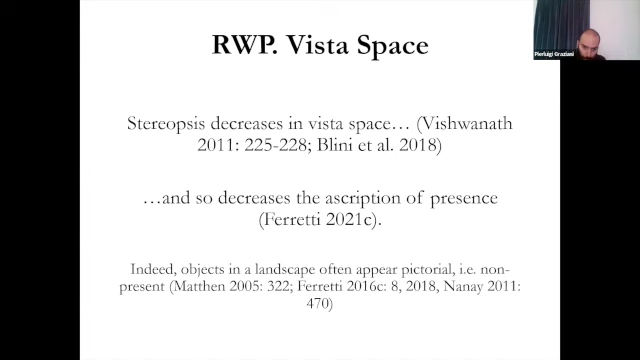 RWP. Vista Space
Pierluigi Graziani
Stereopsis decreases in vista space… (Vishwanath
2011: 225-228; Blini et al. 2018)
…and so decreases the ascription of presence
(Ferretti 2021c).
Indeed, objects in a landscape often appear pictorial, i.e. non-
present (Matthen 2005: 322; Ferretti 2016c: 8, 2018, Nanay 2011:
470)